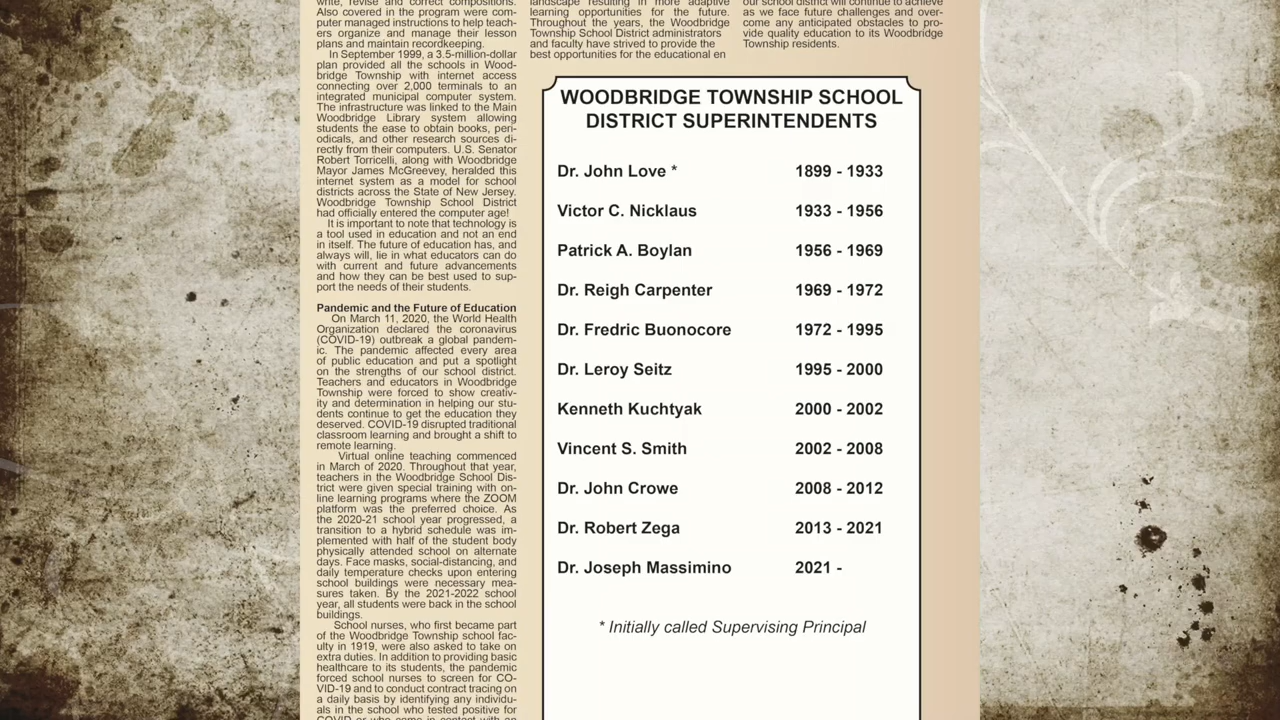 write, revise and correct compositions.
Also covered in the program were com-
puter managed instructions to help teach-
ers organize and manage their lesson
plans and maintain recordkeeping.
In September 1999, a 3.5-million-dollar
plan provided all the schools in Wood-
bridge Township with internet access
connecting over 2,000 terminals to an
integrated municipal computer system.
The infrastructure was linked to the Main
Woodbridge Library system allowing
students the ease to obtain books, peri-
odicals, and other research sources di-
rectly from their computers. U.S. Senator
Robert Torricelli, along with Woodbridge
Mayor James McGreevey, heralded this
internet system as a model for school
districts across the State of New Jersey.
Woodbridge Township School District
had officially entered the computer age!
It is important to note that technology is
a tool used in education and not an end
in itself. The future of education has, and
always will, lie in what educators can do
with current and future advancements
and how they can be best used to sup-
port the needs of their students.
Pandemic and the Future of Education
On March 11, 2020, the World Health
Organization declared the coronavirus
(COVID-19) outbreak a global pandem-
ic. The pandemic affected every area
of public education and put a spotlight
on the strengths of our school district.
Teachers and educators in Woodbridge
Township were forced to show creativ-
ity and determination in helping our stu-
dents continue to get the education they
deserved. COVID-19 disrupted traditional
classroom learning and brought a shift to
remote learning.
Virtual online teaching commenced
in March of 2020. Throughout that year,
teachers in the Woodbridge School Dis-
trict were given special training with on-
line learning programs where the ZOOM
platform was the preferred choice. As
the 2020-21 school year progressed, a
transition to a hybrid schedule was im-
plemented with half of the student body
physically attended school on alternate
days. Face masks, social-distancing, and
daily temperature checks upon entering
school buildings were necessary mea-
sures taken. By the 2021-2022 school
year, all students were back in the school
buildings.
School nurses, who first became part
of the Woodbridge Township school fac-
ulty in 1919, were also asked to take on
extra duties. In addition to providing basic
healthcare to its students, the pandemic
forced school nurses to screen for CO-
VID-19 and to conduct contract tracing on
a daily basis by identifying any individu-
als in the school who tested positive for
COVID or who came in contact with an
landscape resulting in more adaptive
learning opportunities for the future.
Throughout the years, the Woodbridge
Township School District administrators
and faculty have strived to provide the
best opportunities for the educational en
our school district will continue to achieve
as we face future challenges and over-
come any anticipated obstacles to pro-
vide quality education to its Woodbridge
Township residents.
WOODBRIDGE TOWNSHIP SCHOOL
DISTRICT SUPERINTENDENTS
Dr. John Love * 1899 - 1933
Victor C. Nicklaus 1933 - 1956
Patrick A. Boylan 1956 - 1969
Dr. Reigh Carpenter 1969 - 1972
Dr. Fredric Buonocore 1972 - 1995
Dr. Leroy Seitz 1995 - 2000
Kenneth Kuchtyak 2000 - 2002
Vincent S. Smith 2002 - 2008
Dr. John Crowe 2008 - 2012
Dr. Robert Zega 2013 - 2021
Dr. Joseph Massimino 2021 -
* Initially called Supervising Principal